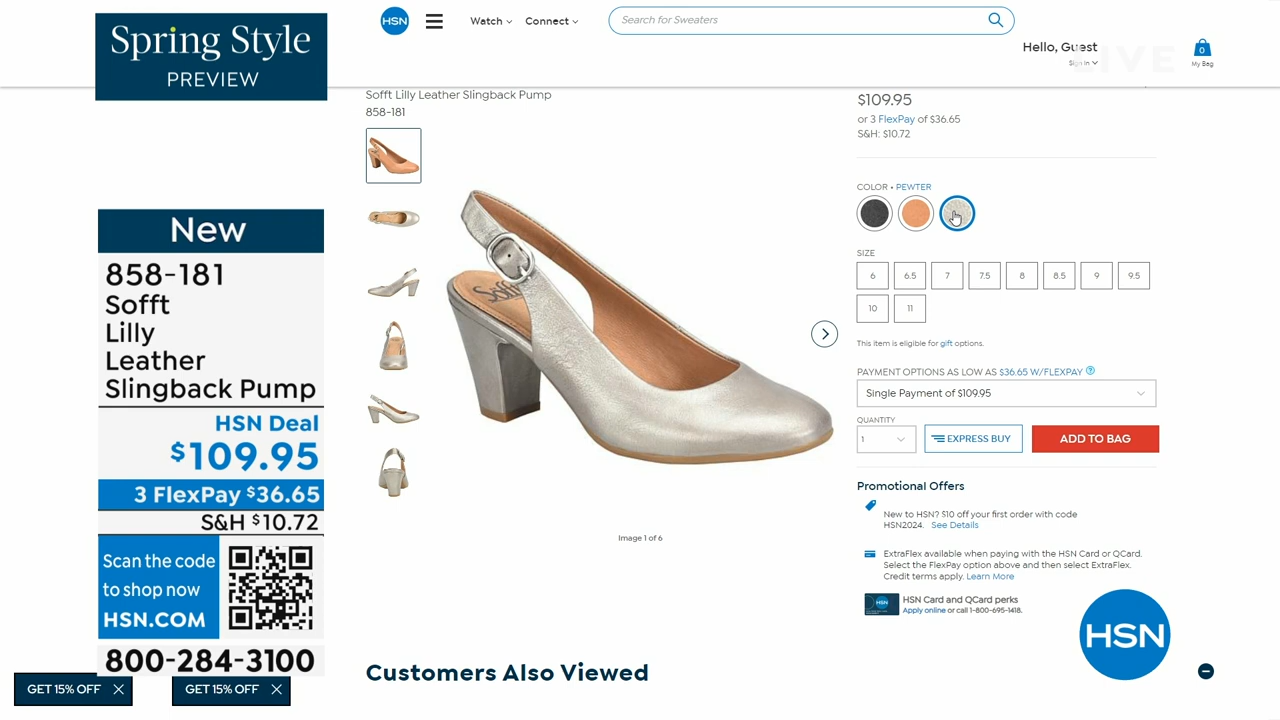 Spring Style
PREVIEW
HSN
Watch
Connect
Search for Sweaters
Hello, Guest
Sign In
LIVE
0
My Bag
New
858-181
Sofft
Lilly
Leather
Slingback Pump
HSN Deal
$109.95
3 FlexPay $36.65
S&H $10.72
Scan the code
to shop now
HSN.COM
800-284-3100
GET 15% OFF
GET 15% OFF
Sofft Lilly Leather Slingback Pump
858-181
Sofft
Image 1 of 6
$109.95
or 3 FlexPay of $36.65
S&H: $10.72
COLOR • PEWTER
SIZE
6 6.5 7 7.5 8 8.5 9 9.5
10 11
This item is eligible for gift options.
PAYMENT OPTIONS AS LOW AS $36.65 W/FLEXPAY ?
Single Payment of $109.95
QUANTITY
1
EXPRESS BUY
ADD TO BAG
Promotional Offers
New to HSN? $10 off your first order with code
HSN2024. See Details
ExtraFlex available when paying with the HSN Card or QCard.
Select the FlexPay option above and then select ExtraFlex.
Credit terms apply. Learn More
HSN
HSN Card and QCard perks
Apply online or call 1-800-695-1418.
HSN
Customers Also Viewed